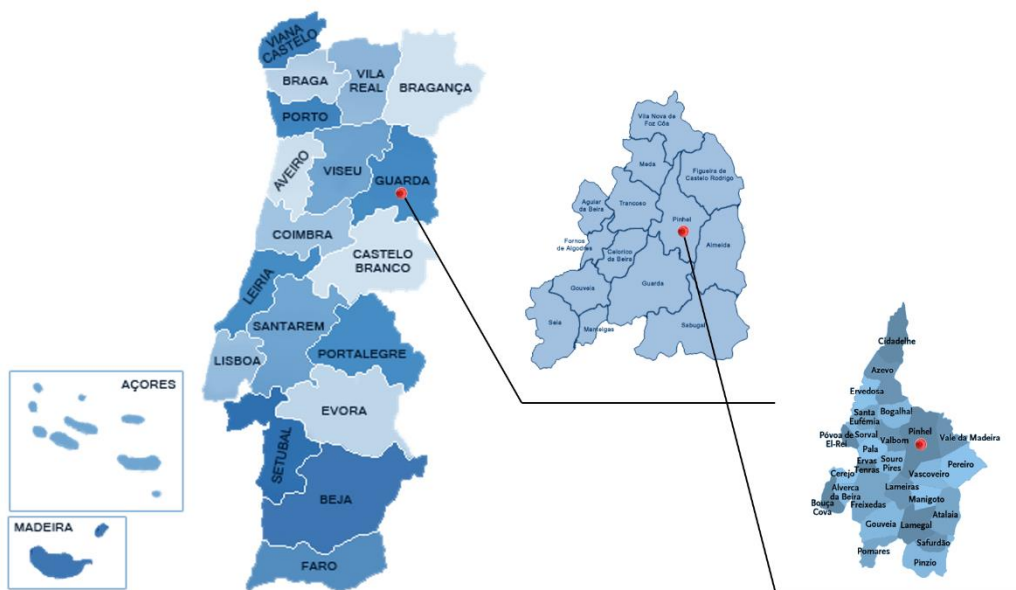 VIANA
CASTELO
BRAGA
VILA
REAL
BRAGANÇA
PORTO
AVEIRO
VISEU
GUARDA
COIMBRA
CASTELO
BRANCO
LEIRIA
SANTAREM
LISBOA
PORTALEGRE
EVORA
SETUBAL
BEJA
FARO
AÇORES
MADEIRA
Vila Nova da
Foz Côa
Meda
Figueira de
Castelo Rodrigo
Aguiar
da Beira
Trancoso
Pinhel
Almeida
Fornos
de Algodres
Celorico
da Beira
Gouveia
Guarda
Seia
Manteigas
Sabugal
Cidadelhe
Azevo
Ervedosa
Santa
Eufémia
Bogalhal
Póvoa de
El-Rei
Sorval
Valbom
Pinhel
Vale da Madeira
Pala
Ervas
Tenras
Souro
Pires
Vascoveiro
Pereiro
Cerejo
Alverca
da Beira
Lameiras
Manigoto
Bouça
Cova
Freixedas
Atalaia
Gouveia
Lamegal
Safurdão
Pomares
Pinzio